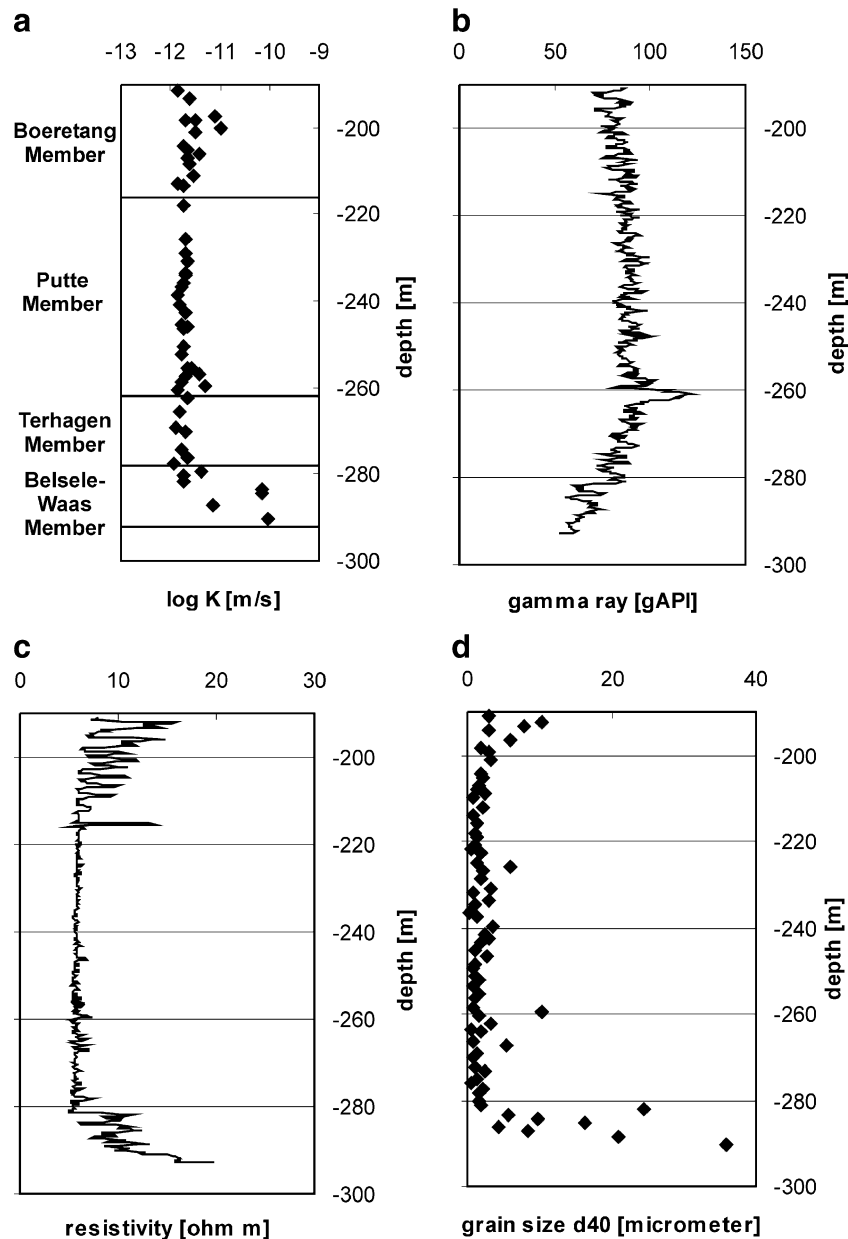 a
-13 -12 -11 -10 -9
Boeretang
Member
Putte
Member
Terhagen
Member
Belsele-
Waas
Member
-200
-220
-240
-260
-280
-300
depth [m]
log K [m/s]
b
0 50 100 150
-200
-220
-240
-260
-280
-300
depth [m]
gamma ray [gAPI]
c
0 10 20 30
-200
-220
-240
-260
-280
-300
depth [m]
resistivity [ohm m]
d
0 20 40
-200
-220
-240
-260
-280
-300
depth [m]
grain size d40 [micrometer]